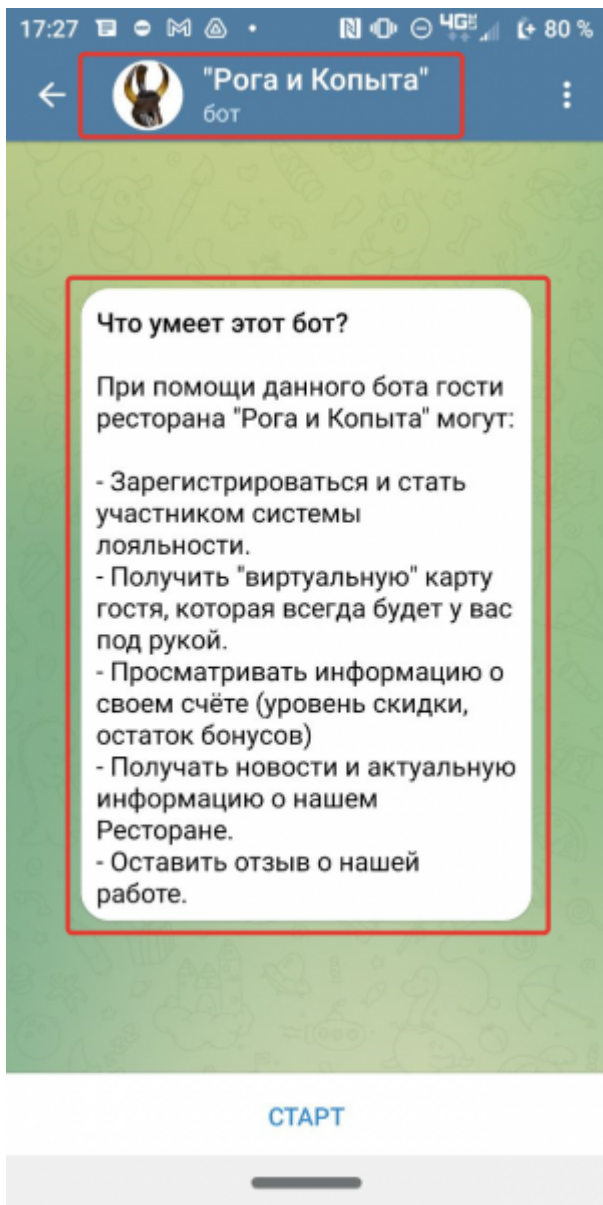 17:27
4G 80 %
"Рога и Копыта"
бот
Что умеет этот бот?
При помощи данного бота гости
ресторана "Рога и Копыта" могут:
- Зарегистрироваться и стать
участником системы
лояльности.
- Получить "виртуальную" карту
гостя, которая всегда будет у вас
под рукой.
- Просматривать информацию о
своем счёте (уровень скидки,
остаток бонусов)
- Получать новости и актуальную
информацию о нашем
Ресторане.
- Оставить отзыв о нашей
работе.
СТАРТ